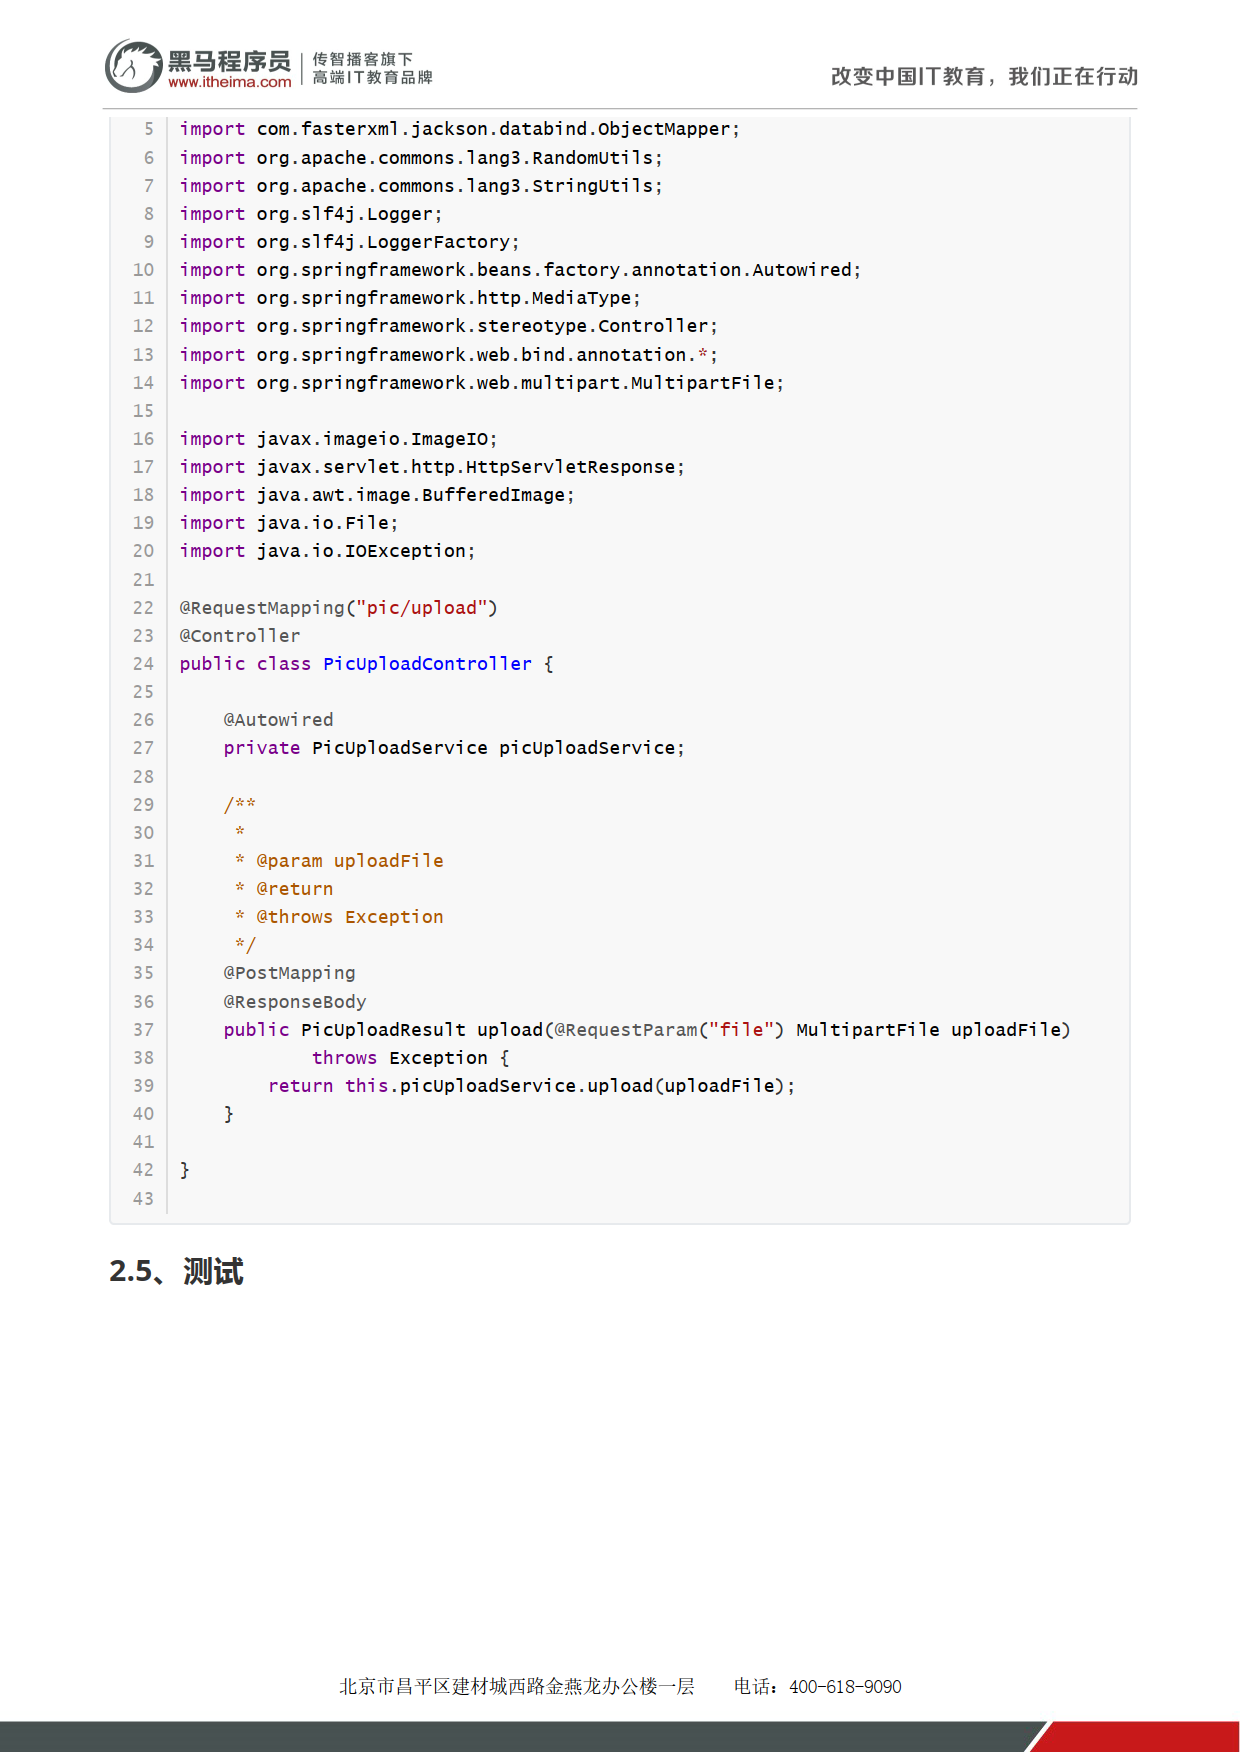 黑马程序员
www.itheima.com
传智播客旗下
高端IT教育品牌
改变中国IT教育，我们正在行动
5 import com.fasterxml.jackson.databind.ObjectMapper;
6 import org.apache.commons.lang3.RandomUtils;
7 import org.apache.commons.lang3.StringUtils;
8 import org.slf4j.Logger;
9 import org.slf4j.LoggerFactory;
10 import org.springframework.beans.factory.annotation.Autowired;
11 import org.springframework.http.MediaType;
12 import org.springframework.stereotype.Controller;
13 import org.springframework.web.bind.annotation.*;
14 import org.springframework.web.multipart.MultipartFile;
15
16 import javax.imageio.ImageIO;
17 import javax.servlet.http.HttpServletResponse;
18 import java.awt.image.BufferedImage;
19 import java.io.File;
20 import java.io.IOException;
21
22 @RequestMapping("pic/upload")
23 @Controller
24 public class PicUploadController {
25
26     @Autowired
27     private PicUploadService picUploadService;
28
29     /**
30      *
31      * @param uploadFile
32      * @return
33      * @throws Exception
34      */
35     @PostMapping
36     @ResponseBody
37     public PicUploadResult upload(@RequestParam("file") MultipartFile uploadFile)
38             throws Exception {
39         return this.picUploadService.upload(uploadFile);
40     }
41
42 }
43
2.5、测试
北京市昌平区建材城西路金燕龙办公楼一层 电话：400-618-9090